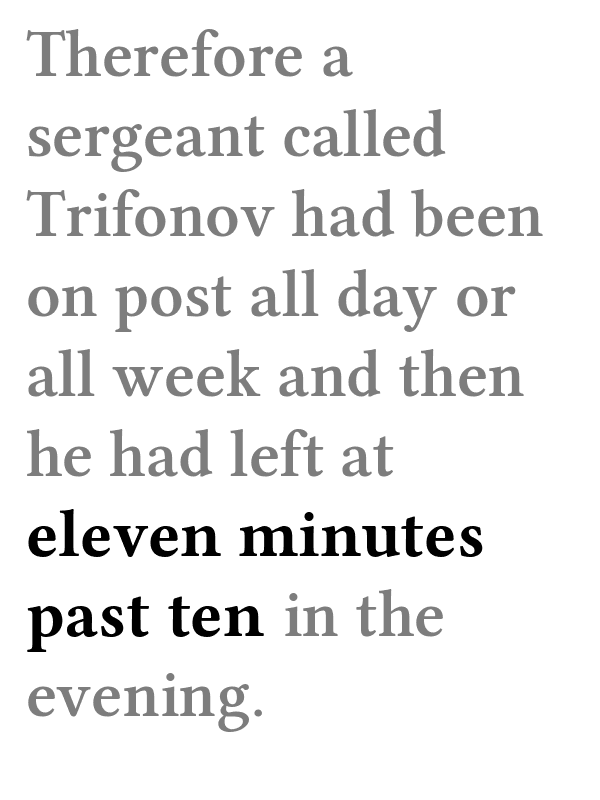 Therefore a
sergeant called
Trifonov had been
on post all day or
all week and then
he had left at
eleven minutes
past ten in the
evening.